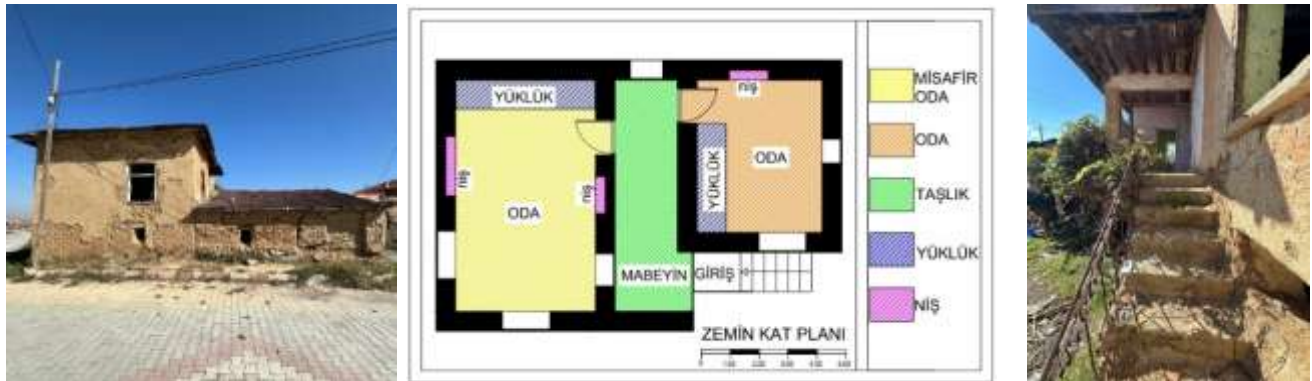 YÜKLÜK
niş
niş
niş
ODA
YÜKLÜK
ODA
MABEYİN
GİRİŞ
ZEMİN KAT PLANI
MİSAFİR
ODA
ODA
TAŞLIK
YÜKLÜK
NİŞ